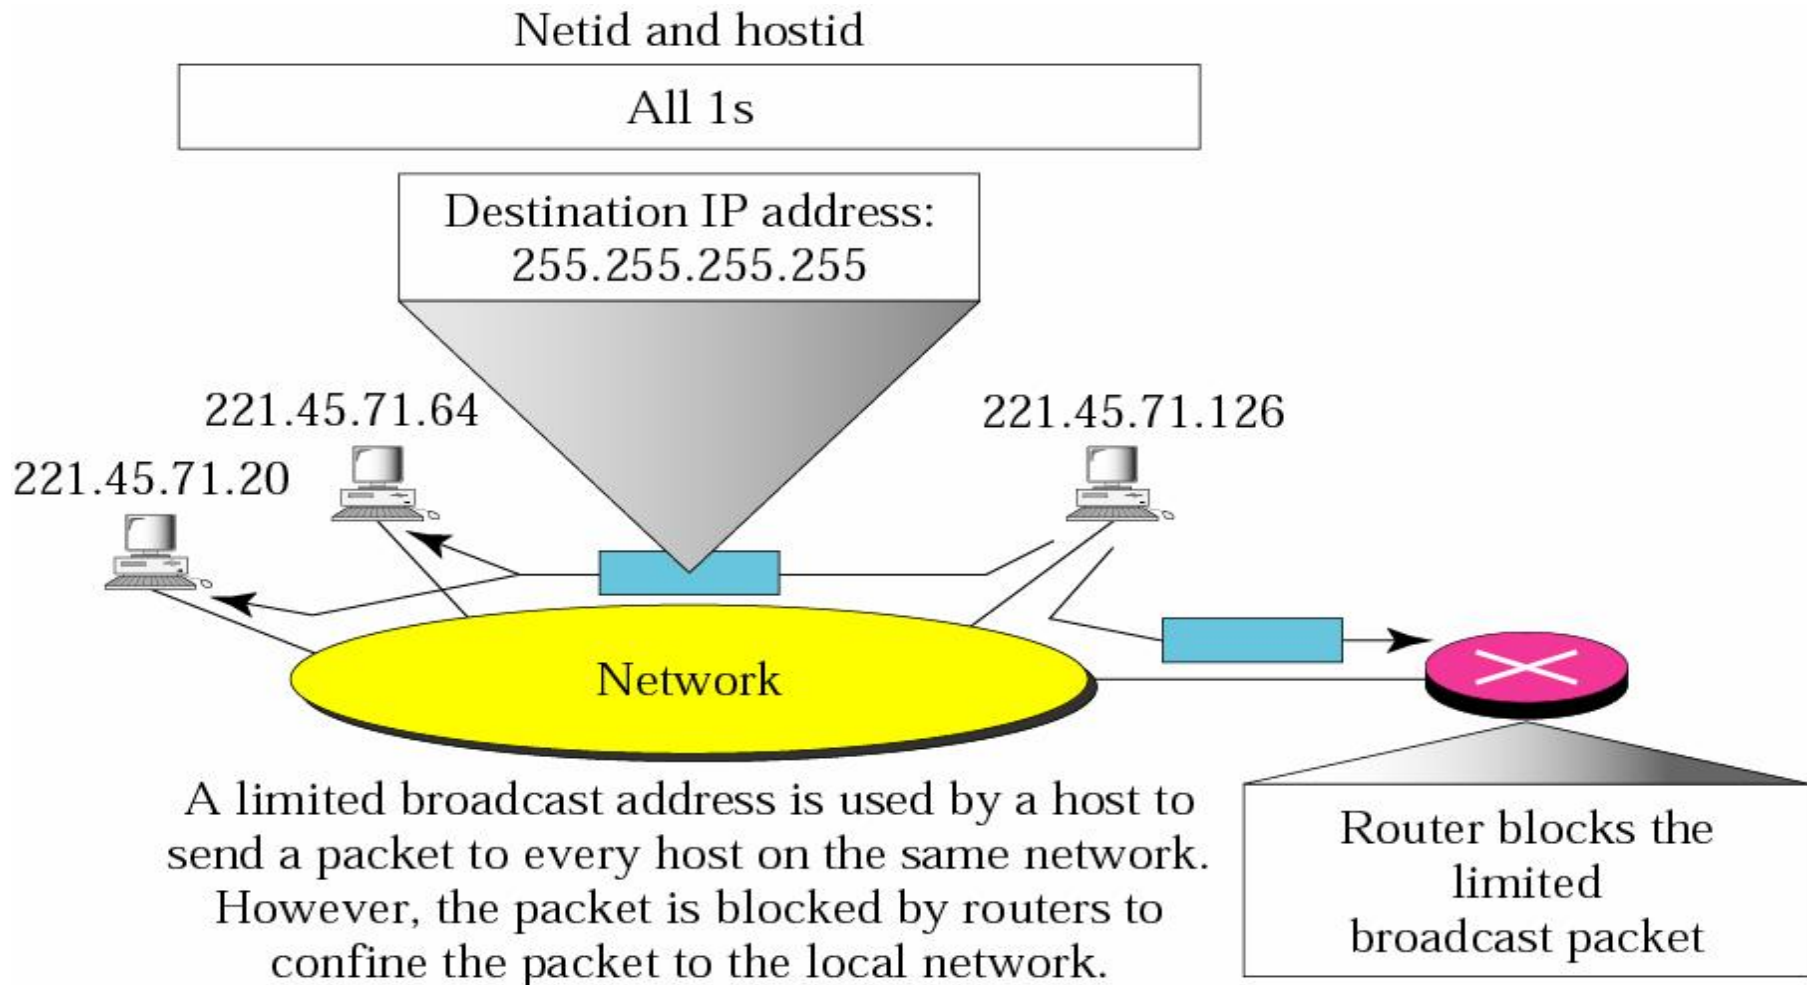 Netid and hostid
All 1s
Destination IP address:
255.255.255.255
221.45.71.64
221.45.71.126
221.45.71.20
Network
A limited broadcast address is used by a host to
send a packet to every host on the same network.
However, the packet is blocked by routers to
confine the packet to the local network.
Router blocks the
limited
broadcast packet